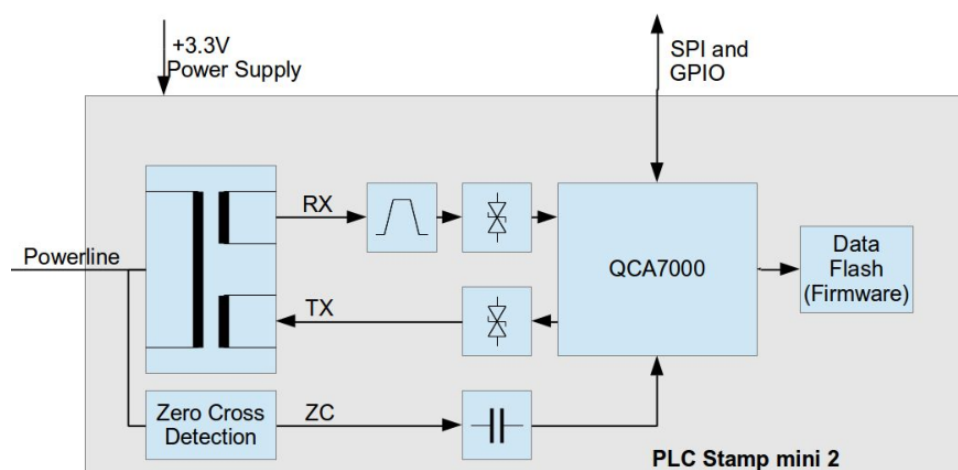 +3.3V
Power Supply
SPI and
GPIO
RX
Powerline
QCA7000
Data
Flash
(Firmware)
TX
Zero Cross
Detection
ZC
PLC Stamp mini 2